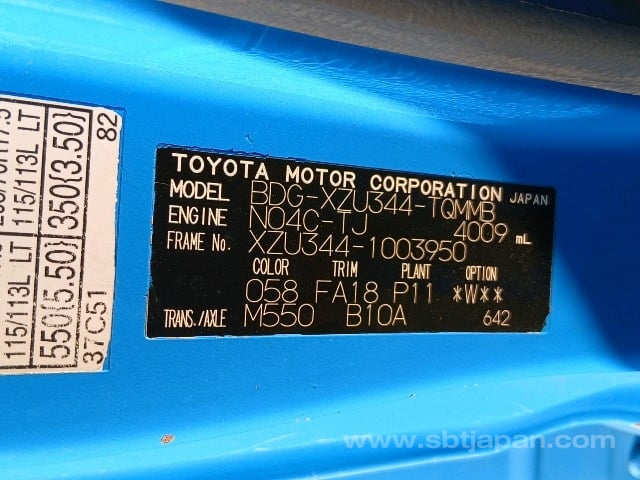 TOYOTA MOTOR CORPORATION JAPAN
MODEL BDG-XZU344-TQMMB
ENGINE N04C-TJ 4009 mL
FRAME No. XZU344-1003950
COLOR TRIM PLANT OPTION
058 FA18 P11 *W**
TRANS./AXLE M550 B10A 642
115/113L LT 115/113L LT
550{5.50} 350{3.50}
37C51 82
www.sbtjapan.com